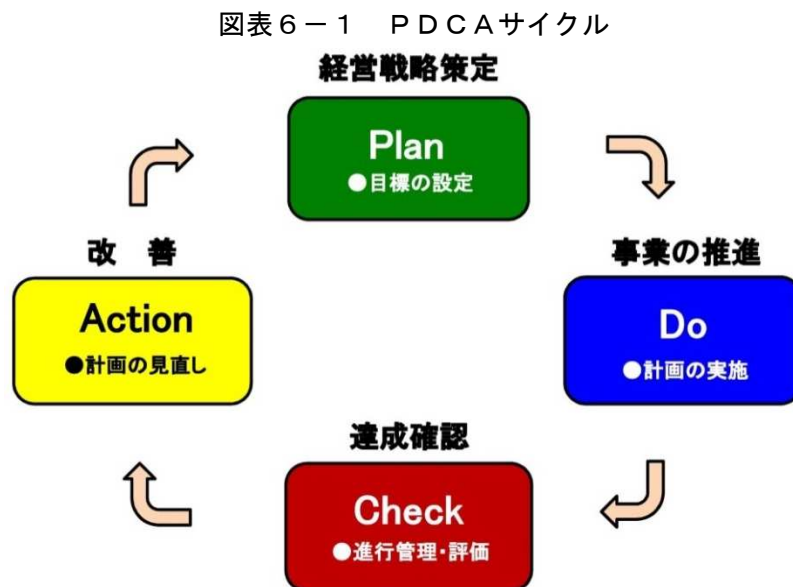 図表６－１　ＰＤＣＡサイクル
経営戦略策定
Plan
●目標の設定
事業の推進
Do
●計画の実施
達成確認
Check
●進行管理・評価
改　善
Action
●計画の見直し